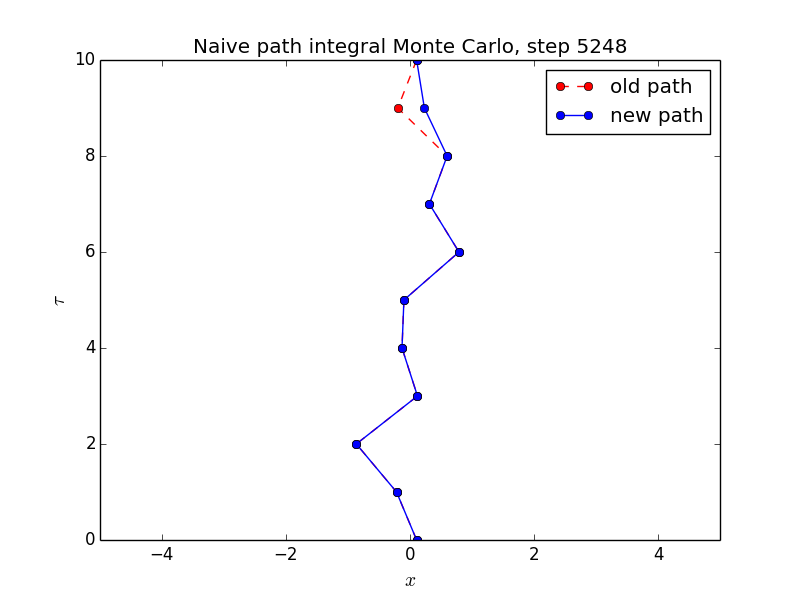 Naive path integral Monte Carlo, step 5248
old path
new path
10
8
6
4
2
0
τ
−4 −2 0 2 4
x